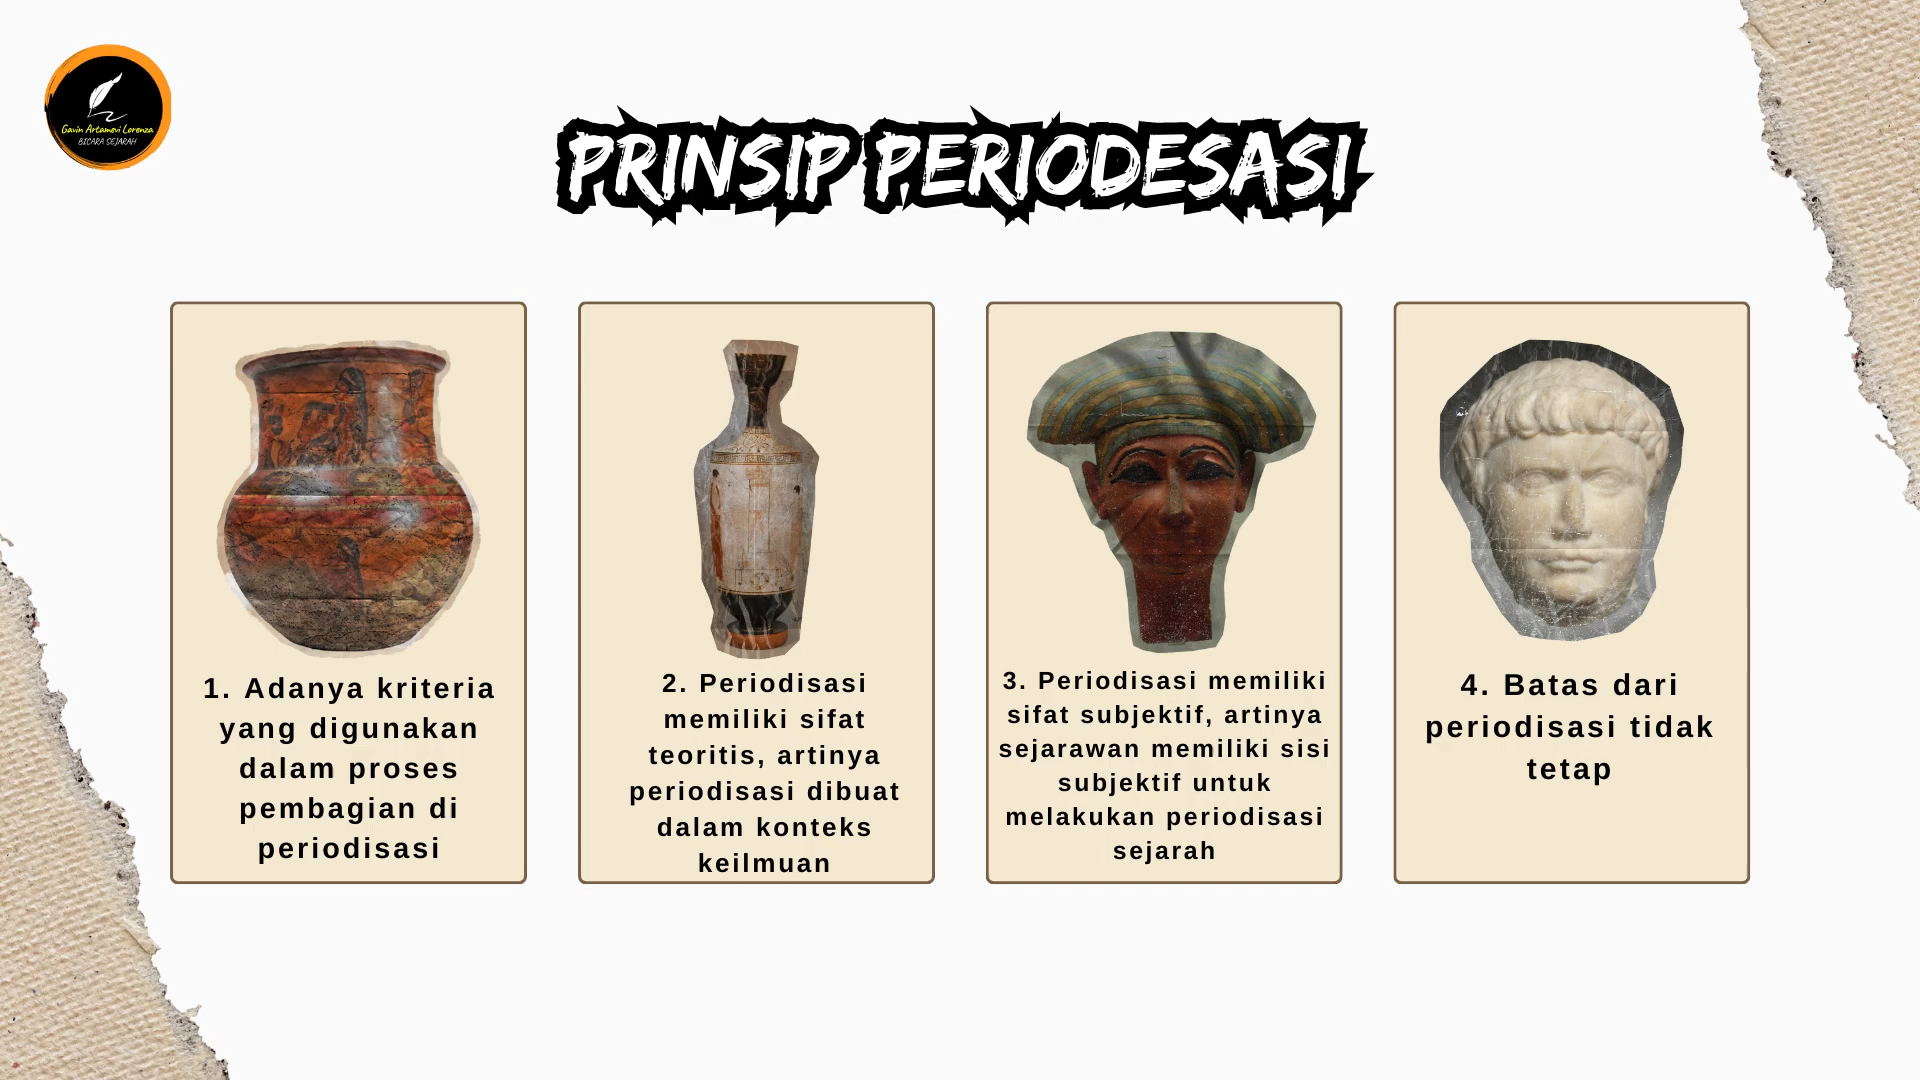 Gavin Artamevi Lorenza
BICARA SEJARAH
PRINSIP PERIODESASI
1. Adanya kriteria
yang digunakan
dalam proses
pembagian di
periodisasi
2. Periodisasi
memiliki sifat
teoritis, artinya
periodisasi dibuat
dalam konteks
keilmuan
3. Periodisasi memiliki
sifat subjektif, artinya
sejarawan memiliki sisi
subjektif untuk
melakukan periodisasi
sejarah
4. Batas dari
periodisasi tidak
tetap